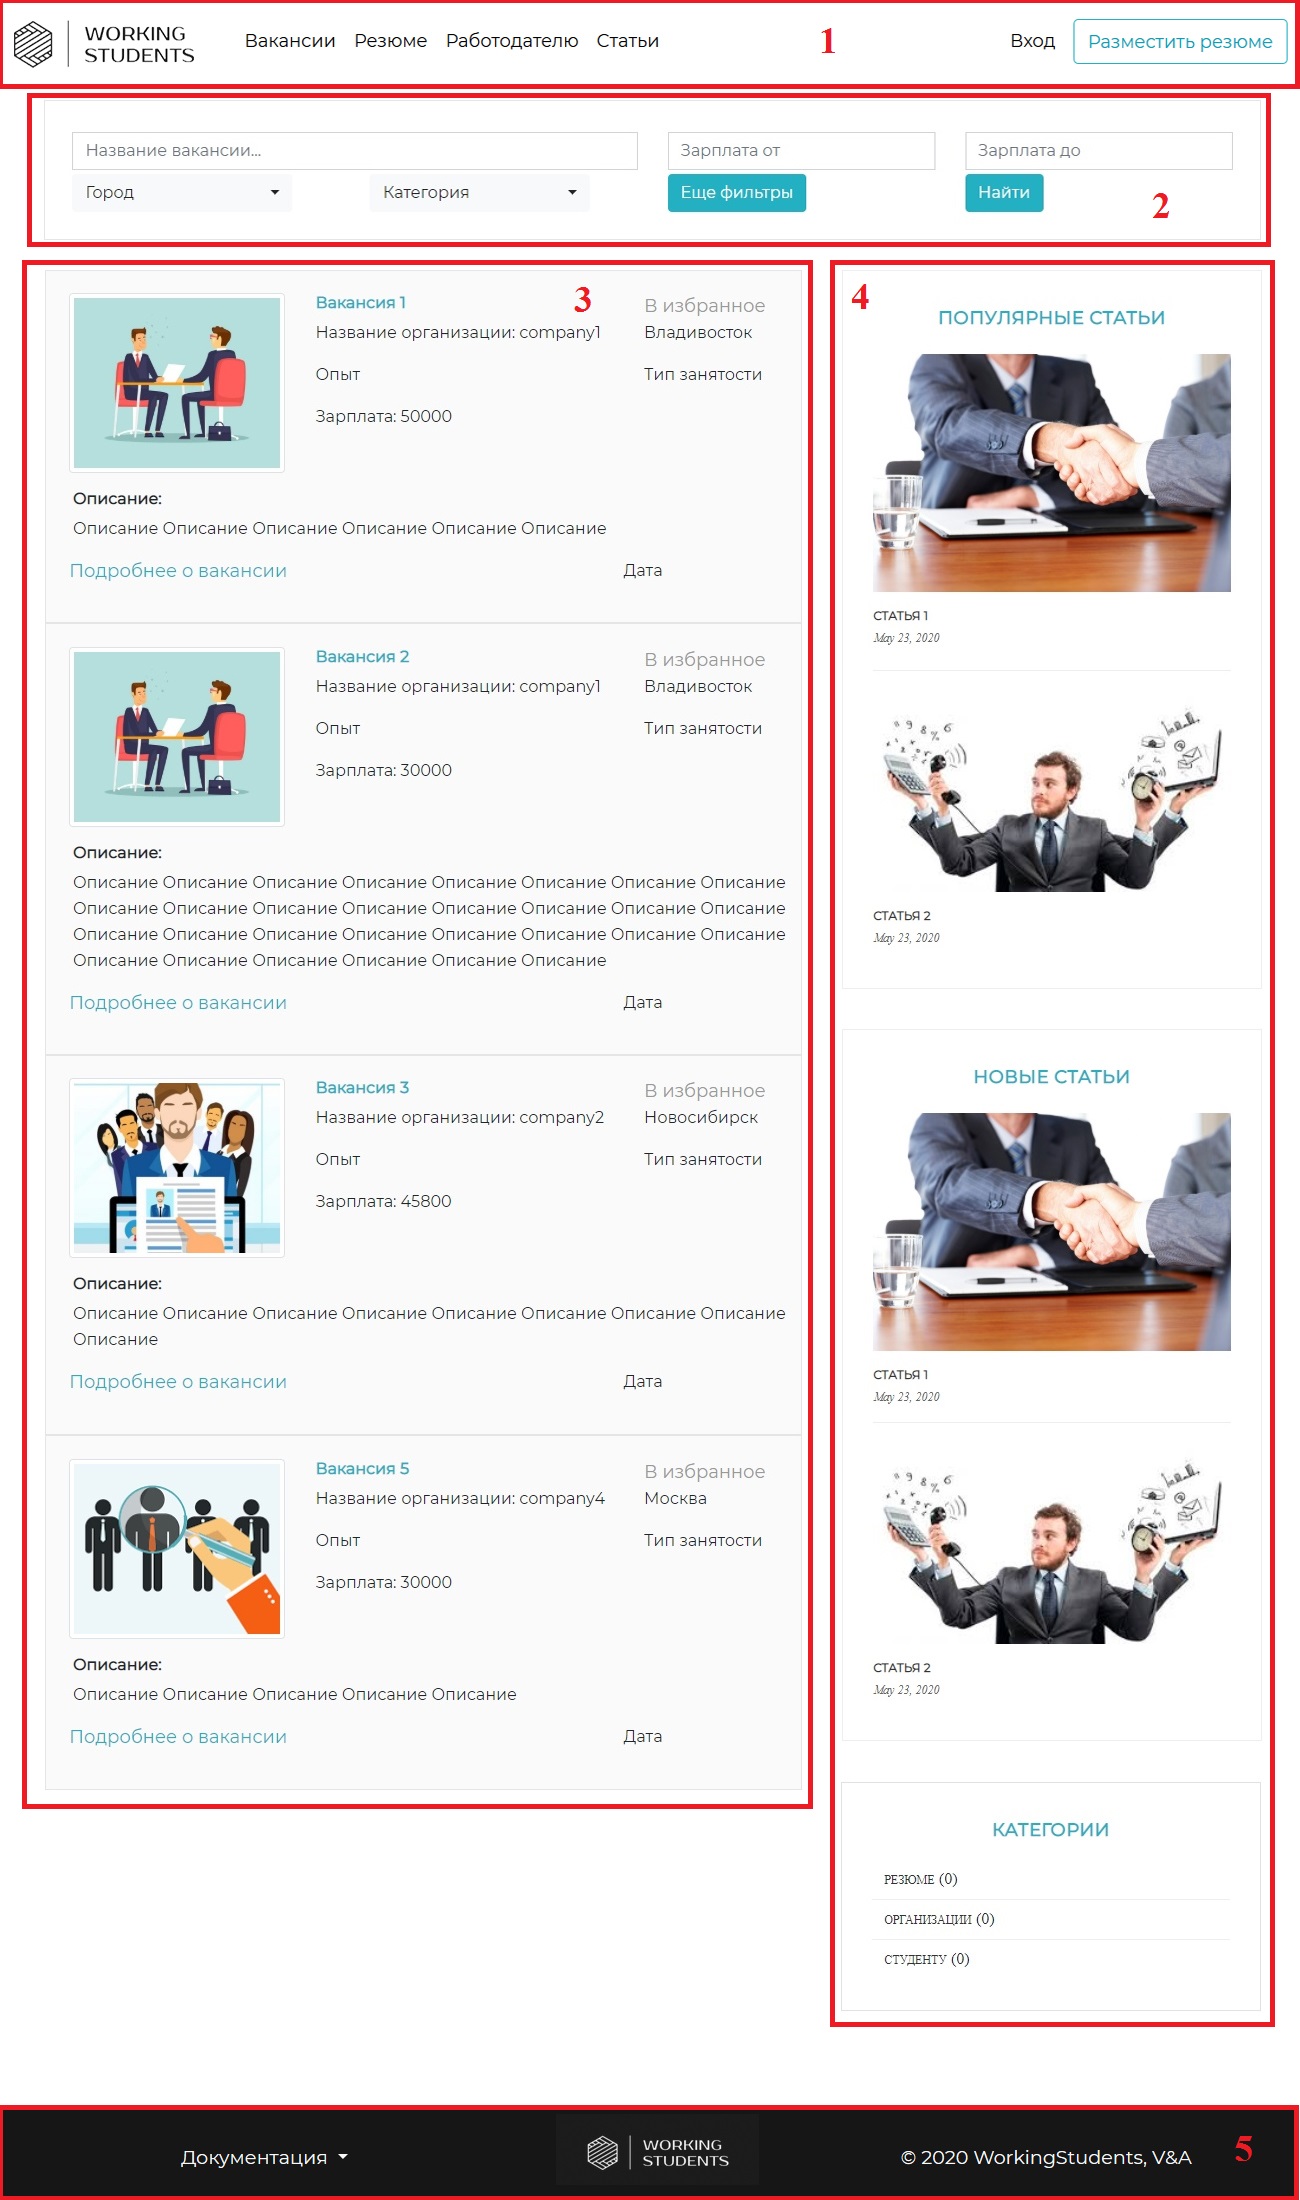 WORKING
STUDENTS
Вакансии Резюме Работодателю Статьи
1
Вход
Разместить резюме
Название вакансии...
Зарплата от
Зарплата до
Город
Категория
Еще фильтры
Найти
2
3
Вакансия 1
В избранное
Название организации: company1
Владивосток
Опыт
Тип занятости
Зарплата: 50000
Описание:
Описание Описание Описание Описание Описание Описание
Подробнее о вакансии
Дата
Вакансия 2
В избранное
Название организации: company1
Владивосток
Опыт
Тип занятости
Зарплата: 30000
Описание:
Описание Описание Описание Описание Описание Описание Описание Описание
Описание Описание Описание Описание Описание Описание Описание Описание
Описание Описание Описание Описание Описание Описание Описание Описание
Описание Описание Описание Описание Описание Описание
Подробнее о вакансии
Дата
Вакансия 3
В избранное
Название организации: company2
Новосибирск
Опыт
Тип занятости
Зарплата: 45800
Описание:
Описание Описание Описание Описание Описание Описание Описание Описание
Описание
Подробнее о вакансии
Дата
Вакансия 5
В избранное
Название организации: company4
Москва
Опыт
Тип занятости
Зарплата: 30000
Описание:
Описание Описание Описание Описание Описание
Подробнее о вакансии
Дата
4
ПОПУЛЯРНЫЕ СТАТЬИ
СТАТЬЯ 1
May 23, 2020
СТАТЬЯ 2
May 23, 2020
НОВЫЕ СТАТЬИ
СТАТЬЯ 1
May 23, 2020
СТАТЬЯ 2
May 23, 2020
КАТЕГОРИИ
РЕЗЮМЕ (0)
ОРГАНИЗАЦИИ (0)
СТУДЕНТУ (0)
Документация
WORKING
STUDENTS
© 2020 WorkingStudents, V&A
5